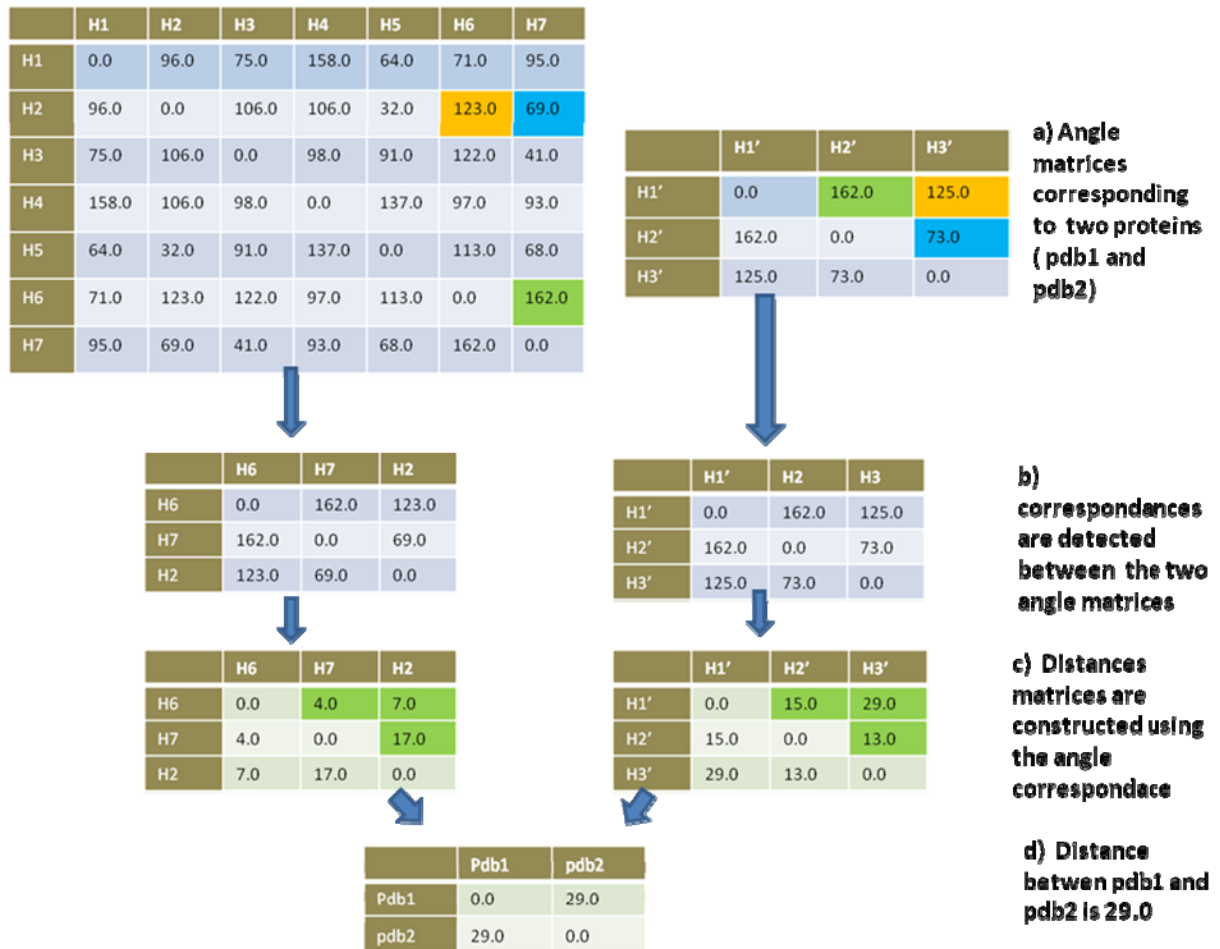 H1 H2 H3 H4 H5 H6 H7
H1 0.0 96.0 75.0 158.0 64.0 71.0 95.0
H2 96.0 0.0 106.0 106.0 32.0 123.0 69.0
H3 75.0 106.0 0.0 98.0 91.0 122.0 41.0
H4 158.0 106.0 98.0 0.0 137.0 97.0 93.0
H5 64.0 32.0 91.0 137.0 0.0 113.0 68.0
H6 71.0 123.0 122.0 97.0 113.0 0.0 162.0
H7 95.0 69.0 41.0 93.0 68.0 162.0 0.0
H1' H2' H3'
H1' 0.0 162.0 125.0
H2' 162.0 0.0 73.0
H3' 125.0 73.0 0.0
a) Angle
matrices
corresponding
to two proteins
( pdb1 and
pdb2)
H6 H7 H2
H6 0.0 162.0 123.0
H7 162.0 0.0 69.0
H2 123.0 69.0 0.0
H1' H2 H3
H1' 0.0 162.0 125.0
H2' 162.0 0.0 73.0
H3' 125.0 73.0 0.0
b)
correspondances
are detected
between the two
angle matrices
H6 H7 H2
H6 0.0 4.0 7.0
H7 4.0 0.0 17.0
H2 7.0 17.0 0.0
H1' H2' H3'
H1' 0.0 15.0 29.0
H2' 15.0 0.0 13.0
H3' 29.0 13.0 0.0
c) Distances
matrices are
constructed using
the angle
correspondace
Pdb1 pdb2
Pdb1 0.0 29.0
pdb2 29.0 0.0
d) Distance
betwen pdb1 and
pdb2 is 29.0